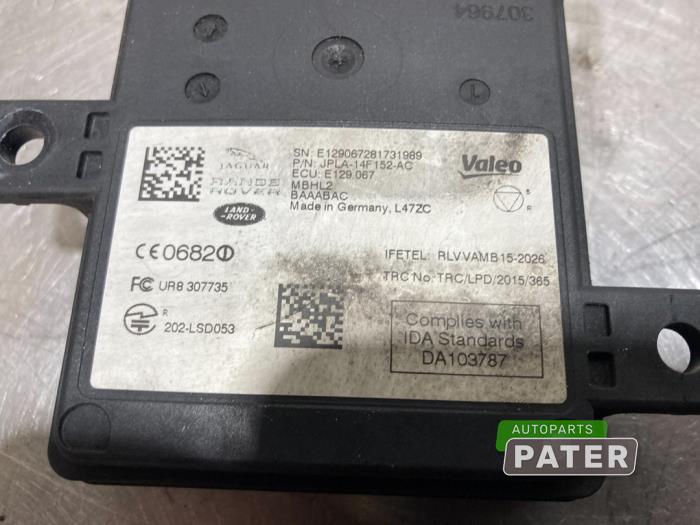 307964
1
SN: E129067281731989
P/N: JPLA-14F152-AC
ECU: E129.067
MBHL2
BAAABAC
Made in Germany, L47ZC
JAGUAR
RANGE ROVER
LAND-ROVER
Valeo
S
R
CE0682
IFETEL: RLVVAMB15-2026
TRC No: TRC/LPD/2015/365
FC UR8 307735
R
202-LSD053
Complies with
IDA Standards
DA103787
AUTOPARTS
PATER